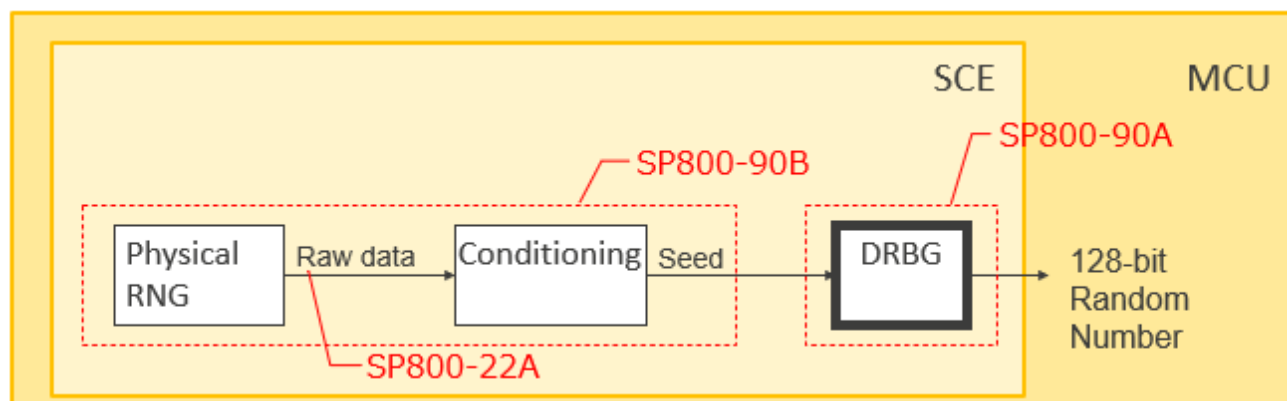 SCE
MCU
SP800-90A
SP800-90B
Physical
RNG
Raw data
Conditioning
Seed
DRBG
128-bit
Random
Number
SP800-22A